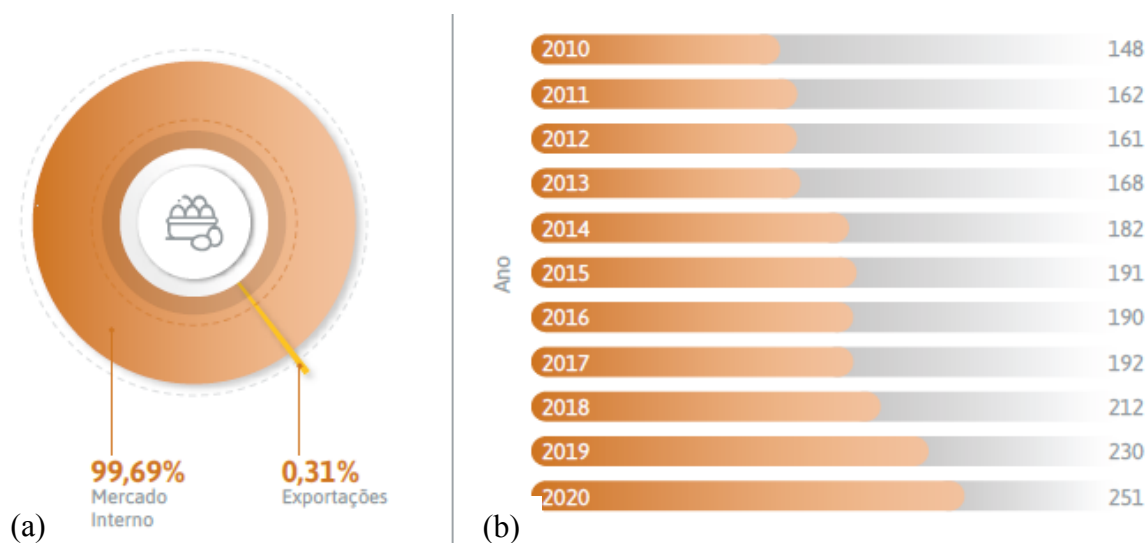 99,69%
Mercado
Interno
0,31%
Exportações
(a)
Ano
2010 148
2011 162
2012 161
2013 168
2014 182
2015 191
2016 190
2017 192
2018 212
2019 230
2020 251
(b)